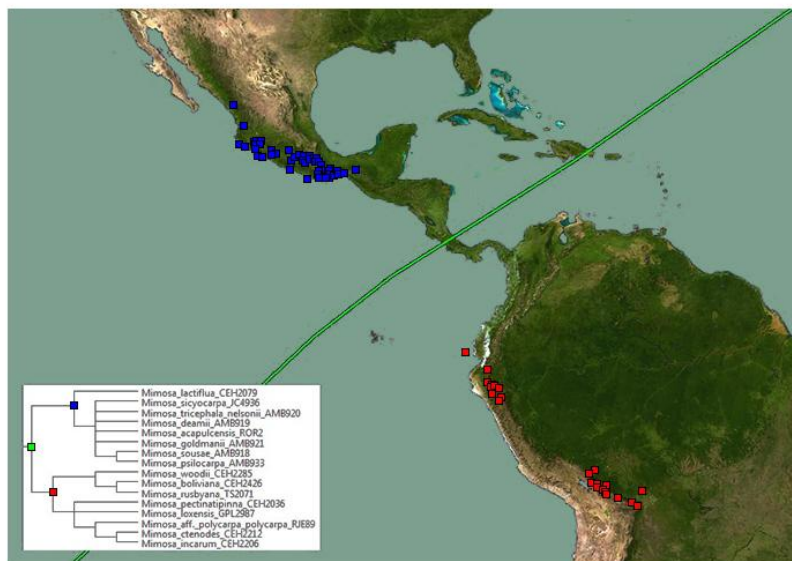 Mimosa_lactiflua_CEH2079
Mimosa_sicyocarpa_JC4936
Mimosa_tricephala_nelsonii_AMB920
Mimosa_deamii_AMB919
Mimosa_acapulcensis_ROR2
Mimosa_goldmanii_AMB921
Mimosa_sousae_AMB918
Mimosa_psilocarpa_AMB933
Mimosa_woodii_CEH2285
Mimosa_boliviana_CEH2426
Mimosa_rusbyana_TS2071
Mimosa_pectinatipinna_CEH2036
Mimosa_loxensis_GPL2987
Mimosa_aff._polycarpa_polycarpa_RJE89
Mimosa_ctenodes_CEH2212
Mimosa_incarum_CEH2206